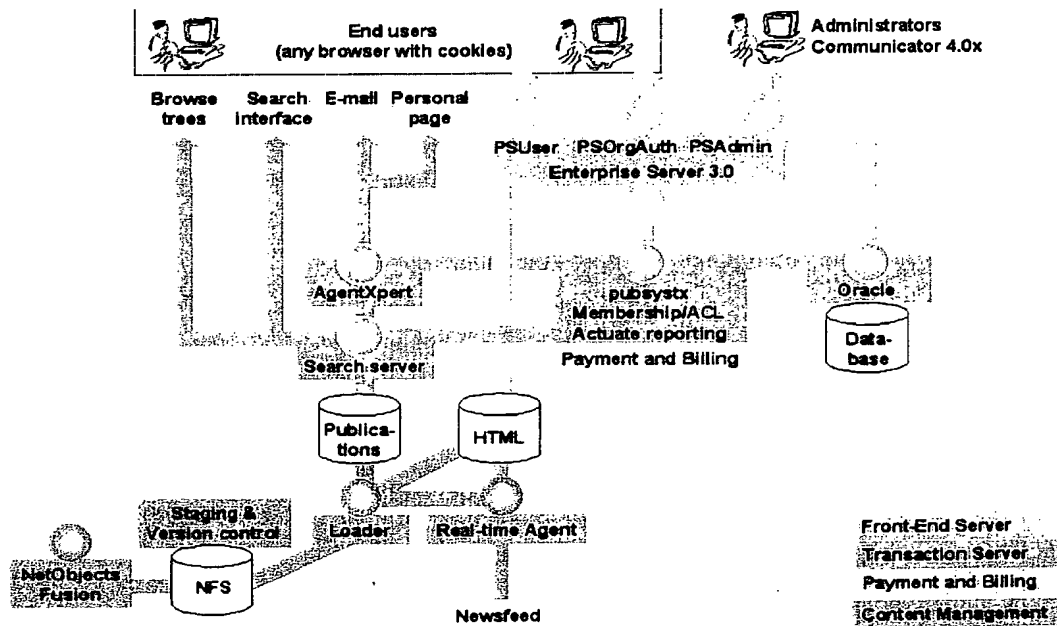 End users
(any browser with cookies)
Administrators
Communicator 4.0x
Browse
trees
Search
interface
E-mail
Personal
page
PSUser PSOrgAuth PSAdmin
Enterprise Server 3.0
AgentXpert
pubsystx
Membership/ACL
Actuate reporting
Payment and Billing
Oracle
Data-
base
Search server
Publica-
tions
HTML
Staging &
Version control
Loader
Real-time Agent
NetObjects
Fusion
NFS
Newsfeed
Front-End Server
Transaction Server
Payment and Billing
Content Management